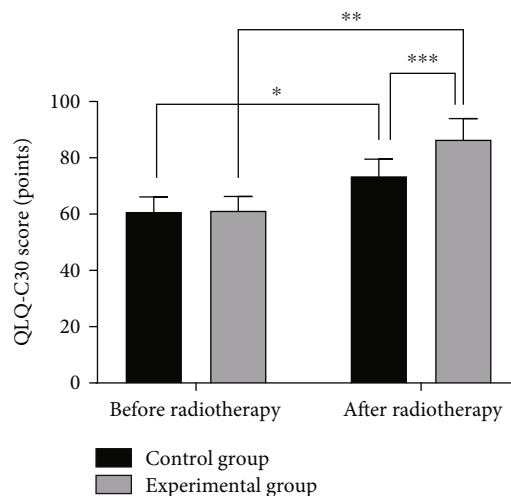 **
***
*
100
80
60
40
20
0
QLQ-C30 score (points)
Before radiotherapy
After radiotherapy
Control group
Experimental group